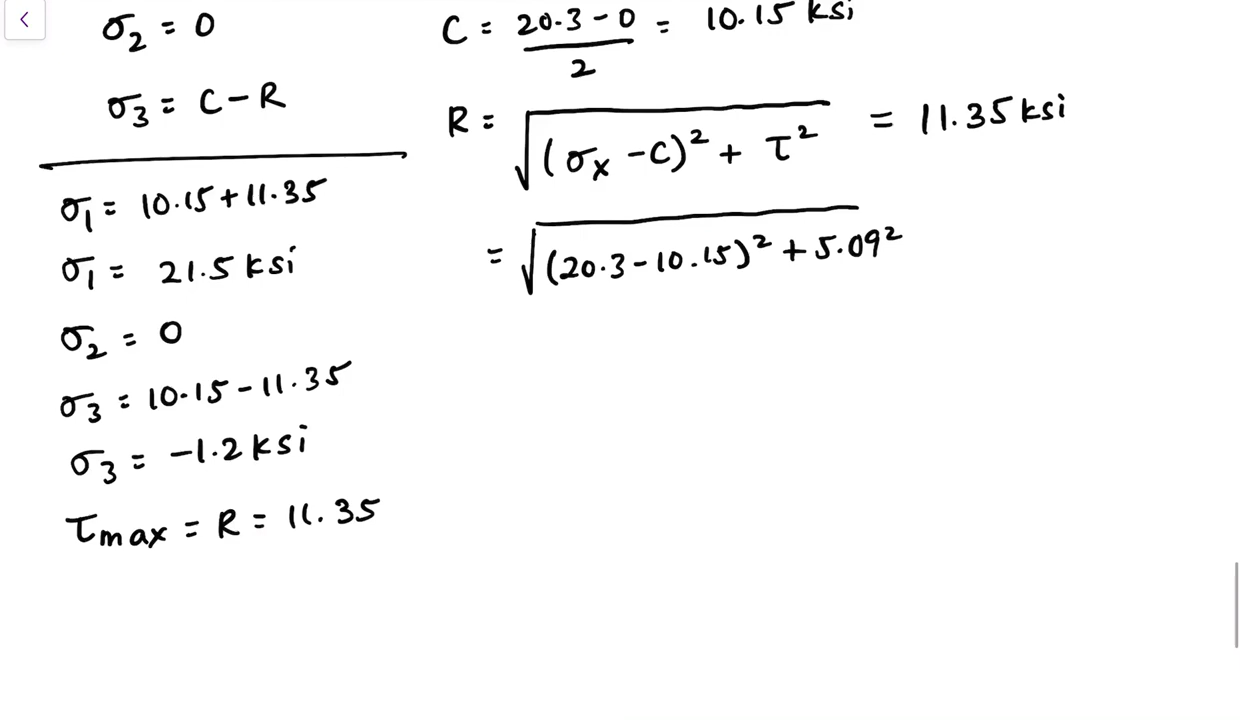 σ₂ = 0
σ₃ = C - R
σ₁ = 10.15 + 11.35
σ₁ = 21.5 ksi
σ₂ = 0
σ₃ = 10.15 - 11.35
σ₃ = -1.2 ksi
τmax = R = 11.35
C = (20.3 - 0)/2 = 10.15 ksi
R = √((σₓ - C)² + τ²) = 11.35 ksi
= √((20.3 - 10.15)² + 5.09²)